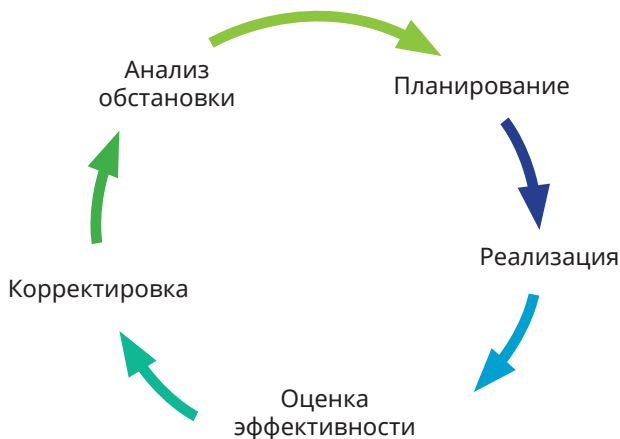 Анализ
обстановки
Планирование
Реализация
Оценка
эффективности
Корректировка